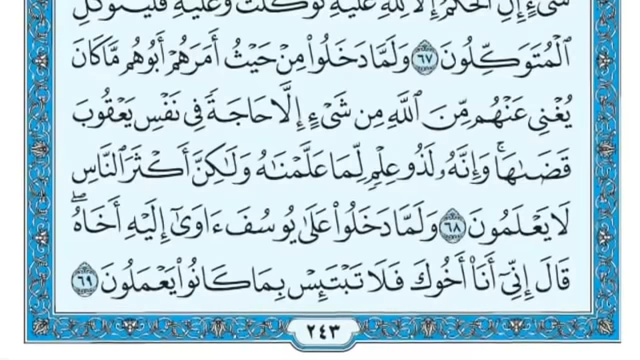 شَىْءٍ إِنِ ٱلْحُكْمُ إِلَّا لِلَّهِ عَلَيْهِ تَوَكَّلْتُ وَعَلَيْهِ فَلْيَتَوَكَّلِ
ٱلْمُتَوَكِّلُونَ ٦٧ وَلَمَّا دَخَلُوا۟ مِنْ حَيْثُ أَمَرَهُمْ أَبُوهُم مَّا كَانَ
يُغْنِى عَنْهُم مِّنَ ٱللَّهِ مِن شَىْءٍ إِلَّا حَاجَةً فِى نَفْسِ يَعْقُوبَ
قَضَىٰهَا ۚ وَإِنَّهُۥ لَذُو عِلْمٍ لِّمَا عَلَّمْنَٰهُ وَلَٰكِنَّ أَكْثَرَ ٱلنَّاسِ
لَا يَعْلَمُونَ ٦٨ وَلَمَّا دَخَلُوا۟ عَلَىٰ يُوسُفَ ءَاوَىٰٓ إِلَيْهِ أَخَاهُ ۖ
قَالَ إِنِّىٓ أَنَا۠ أَخُوكَ فَلَا تَبْتَئِسْ بِمَا كَانُوا۟ يَعْمَلُونَ ٦٩
٢٤٣